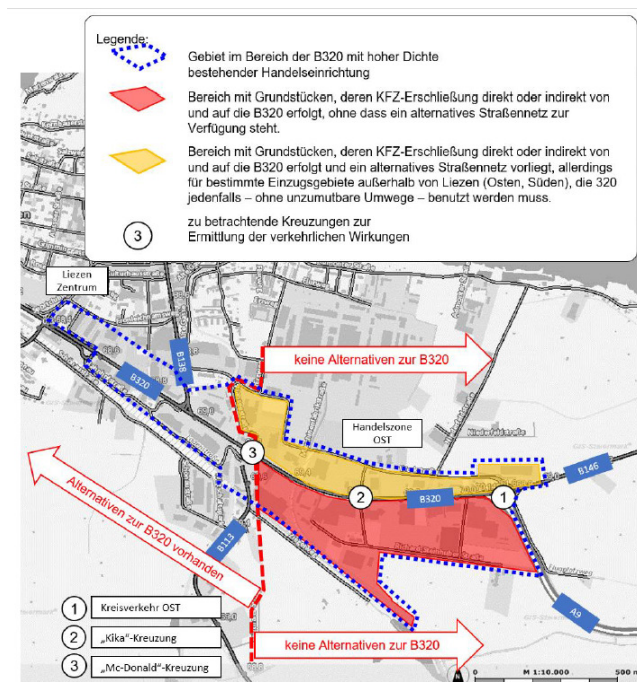 Legende:
Gebiet im Bereich der B320 mit hoher Dichte
bestehender Handelseinrichtung
Bereich mit Grundstücken, deren KFZ-Erschließung direkt oder indirekt von
und auf die B320 erfolgt, ohne dass ein alternatives Straßennetz zur
Verfügung steht.
Bereich mit Grundstücken, deren KFZ-Erschließung direkt oder indirekt von
und auf die B320 erfolgt und ein alternatives Straßennetz vorliegt, allerdings
für bestimmte Einzugsgebiete außerhalb von Liezen (Osten, Süden), die 320
jedenfalls – ohne unzumutbare Umwege – benutzt werden muss.
3
zu betrachtende Kreuzungen zur
Ermittlung der verkehrlichen Wirkungen
Liezen
Zentrum
B138
B320
keine Alternativen zur B320
Handelszone
OST
3
2
B320
1
B146
Alternativen zur B320 vorhanden
B113
A9
1 Kreisverkehr OST
2 „Kika“-Kreuzung
3 „Mc-Donald“-Kreuzung
keine Alternativen zur B320
N
0 M 1:10.000 500 m